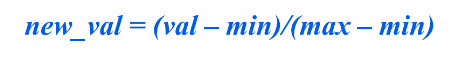 new_val = (val – min)/(max – min)